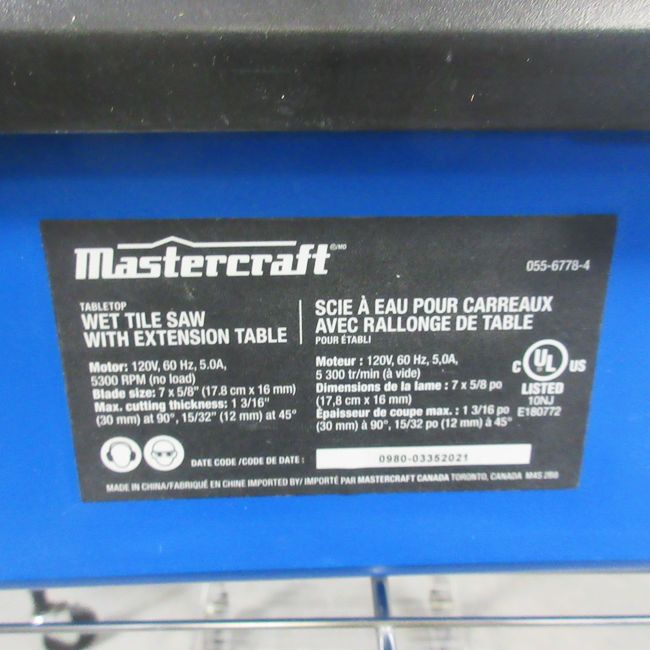 Mastercraft ®/MD
055-6778-4
TABLETOP
WET TILE SAW
WITH EXTENSION TABLE
Motor: 120V, 60 Hz, 5.0A,
5300 RPM (no load)
Blade size: 7 x 5/8" (17.8 cm x 16 mm)
Max. cutting thickness: 1 3/16"
(30 mm) at 90°, 15/32" (12 mm) at 45°
SCIE À EAU POUR CARREAUX
AVEC RALLONGE DE TABLE
POUR ÉTABLI
Moteur : 120V, 60 Hz, 5,0A,
5 300 tr/min (à vide)
Dimensions de la lame : 7 x 5/8 po
(17,8 cm x 16 mm)
Épaisseur de coupe max. : 1 3/16 po
(30 mm) à 90°, 15/32 po (12 mm) à 45°
C UL US
LISTED
10NJ
E180772
DATE CODE /CODE DE DATE : 0980-03352021
MADE IN CHINA/FABRIQUÉ EN CHINE IMPORTED BY/ IMPORTÉ PAR MASTERCRAFT CANADA TORONTO, CANADA M4S 2B8